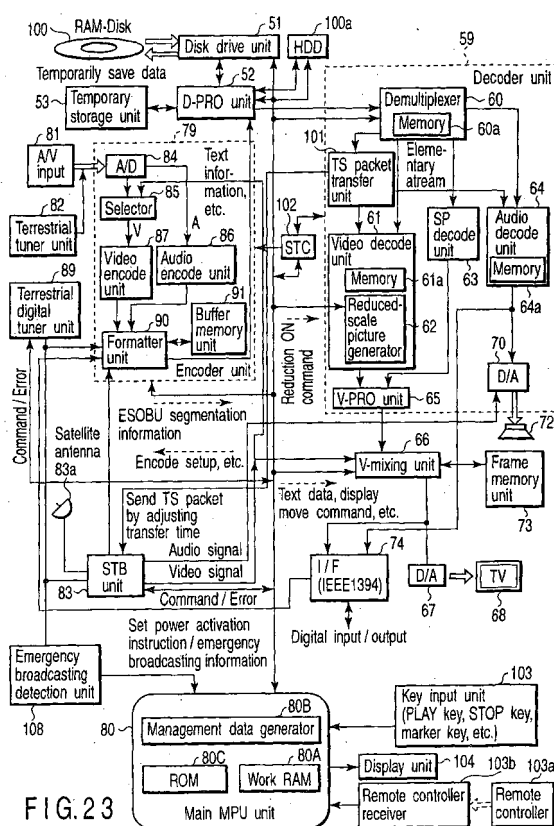 100
RAM-Disk
51
Disk drive unit
100a
HDD
59
Temporarily save data
52
D-PRO unit
53
Temporary
storage unit
Decoder unit
Demultiplexer
60
Memory
60a
79
81
A/V
input
A/D
84
Text
information,
etc.
101
TS packet
transfer
unit
Elementary
atream
85
Selector
V
A
82
Terrestrial
tuner unit
102
STC
61
SP
decode
unit
63
64
Audio
decode
unit
Memory
64a
87
Video
encode
unit
86
Audio
encode unit
Video decode
unit
Memory
61a
Reduced-
scale
picture
generator
62
89
Terrestrial
digital
tuner unit
91
Buffer
memory
unit
90
Formatter
unit
Encoder unit
Reduction ON
command
70
D/A
V-PRO unit
65
72
Command / Error
ESOBU segmentation
information
Satellite
antenna
83a
Encode setup, etc.
66
V-mixing unit
Frame
memory
unit
73
Text data, display
move command, etc.
Send TS packet
by adjusting
transfer time
Audio signal
Video signal
STB
unit
83
74
I / F
(IEEE1394)
D/A
67
TV
68
Command / Error
Digital input / output
Set power activation
instruction / emergency
broadcasting information
Emergency
broadcasting
detection unit
108
80
80B
Management data generator
80C
ROM
80A
Work RAM
Main MPU unit
103
Key input unit
(PLAY key, STOP key,
marker key, etc.)
Display unit
104
103b
Remote controller
receiver
103a
Remote
controller
FIG. 23